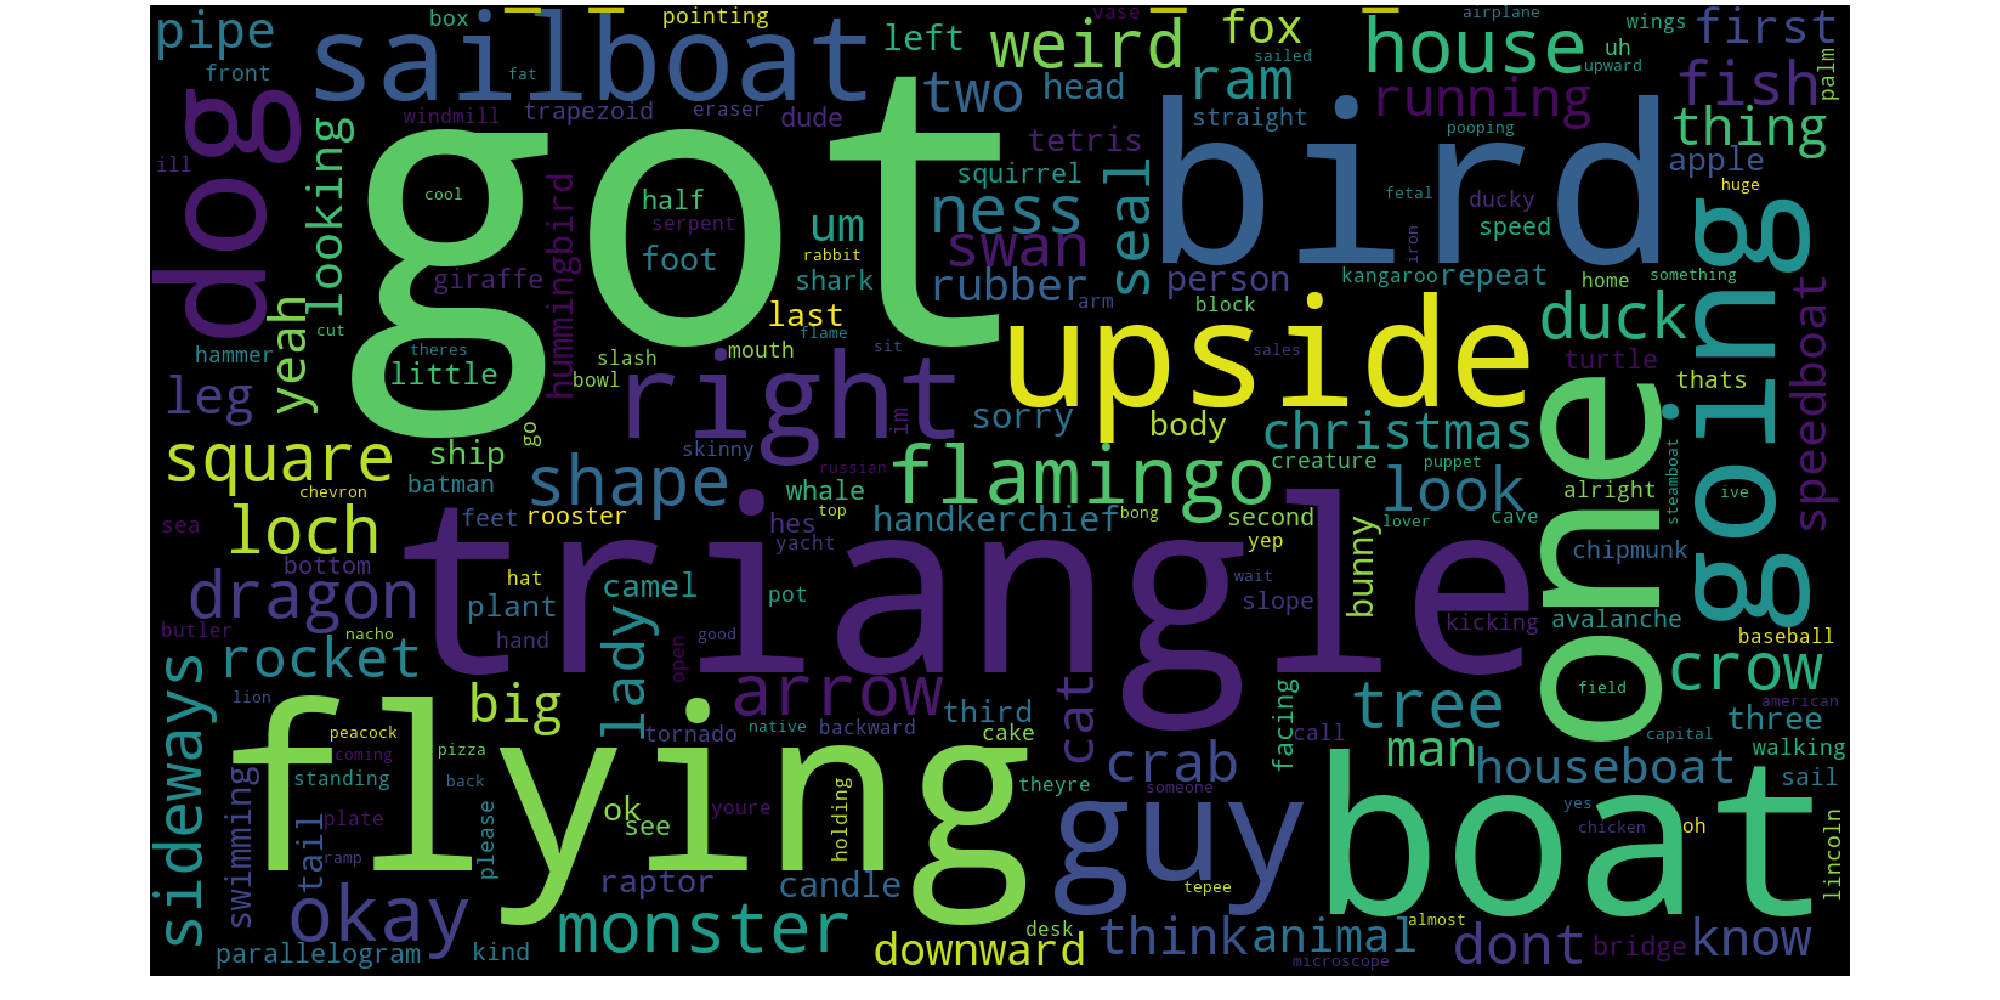 pipe
box
sailboat
pointing
left
weird
vase
fox
airplane
house
wings
first
front
fat
sailed
uh
upward
palm
dog
windmill
trapezoid
eraser
dude
two
head
ram
straight
running
fish
thing
ill
looking
got
cool
hummingbird
half
serpent
foot
giraffe
um
rabbit
shark
tetris
squirrel
ness
swan
rubber
arm
seal
bird
pooping
fetal
ducky
speed
iron
person
kangaroo
repeat
block
apple
huge
home
something
going
yeah
cut
hammer
theres
little
slash
bowl
last
flame
mouth
sit
right
im
upside
sales
sorry
body
duck
turtle
thats
speedboat
leg
square
chevron
ship
go
batman
shape
skinny
russian
whale
flamingo
christmas
creature
puppet
look
one
steamboat
alright
ive
sea
loch
bottom
feet
rooster
hes
top
yacht
handkerchief
bong
second
yep
bunny
lover
cave
chipmunk
dragon
hat
plant
camel
triangle
pot
wait
slope
kicking
avalanche
butler
nacho
hand
lady
open
good
baseball
rocket
big
arrow
cat
facing
tree
field
crow
american
sideways
lion
peacock
coming
flying
tornado
native
backward
third
cake
call
man
capital
three
walking
standing
pizza
back
ok
see
youre
holding
theyre
crab
someone
houseboat
sail
swimming
tail
plate
ramp
please
guy
boat
yes
chicken
oh
lincoln
okay
raptor
candle
tepee
parallelogram
kind
monster
downward
desk
think
animal
microscope
almost
dont
bridge
know